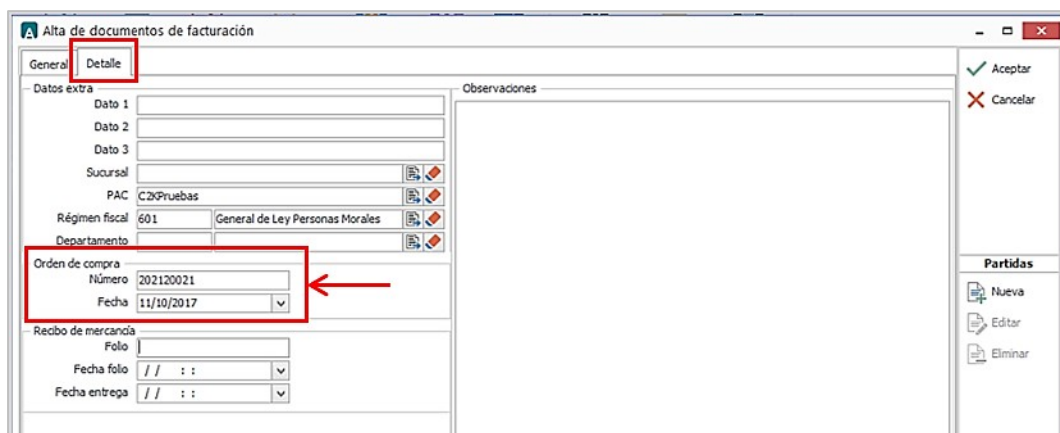 Alta de documentos de facturación
General Detalle
Aceptar
Cancelar
Datos extra
Dato 1
Dato 2
Dato 3
Sucursal
PAC C2KPruebas
Régimen fiscal 601 General de Ley Personas Morales
Departamento
Orden de compra
Número 202120021
Fecha 11/10/2017
Recibo de mercancía
Folio
Fecha folio / / : :
Fecha entrega / / : :
Observaciones
Partidas
Nueva
Editar
Elminar